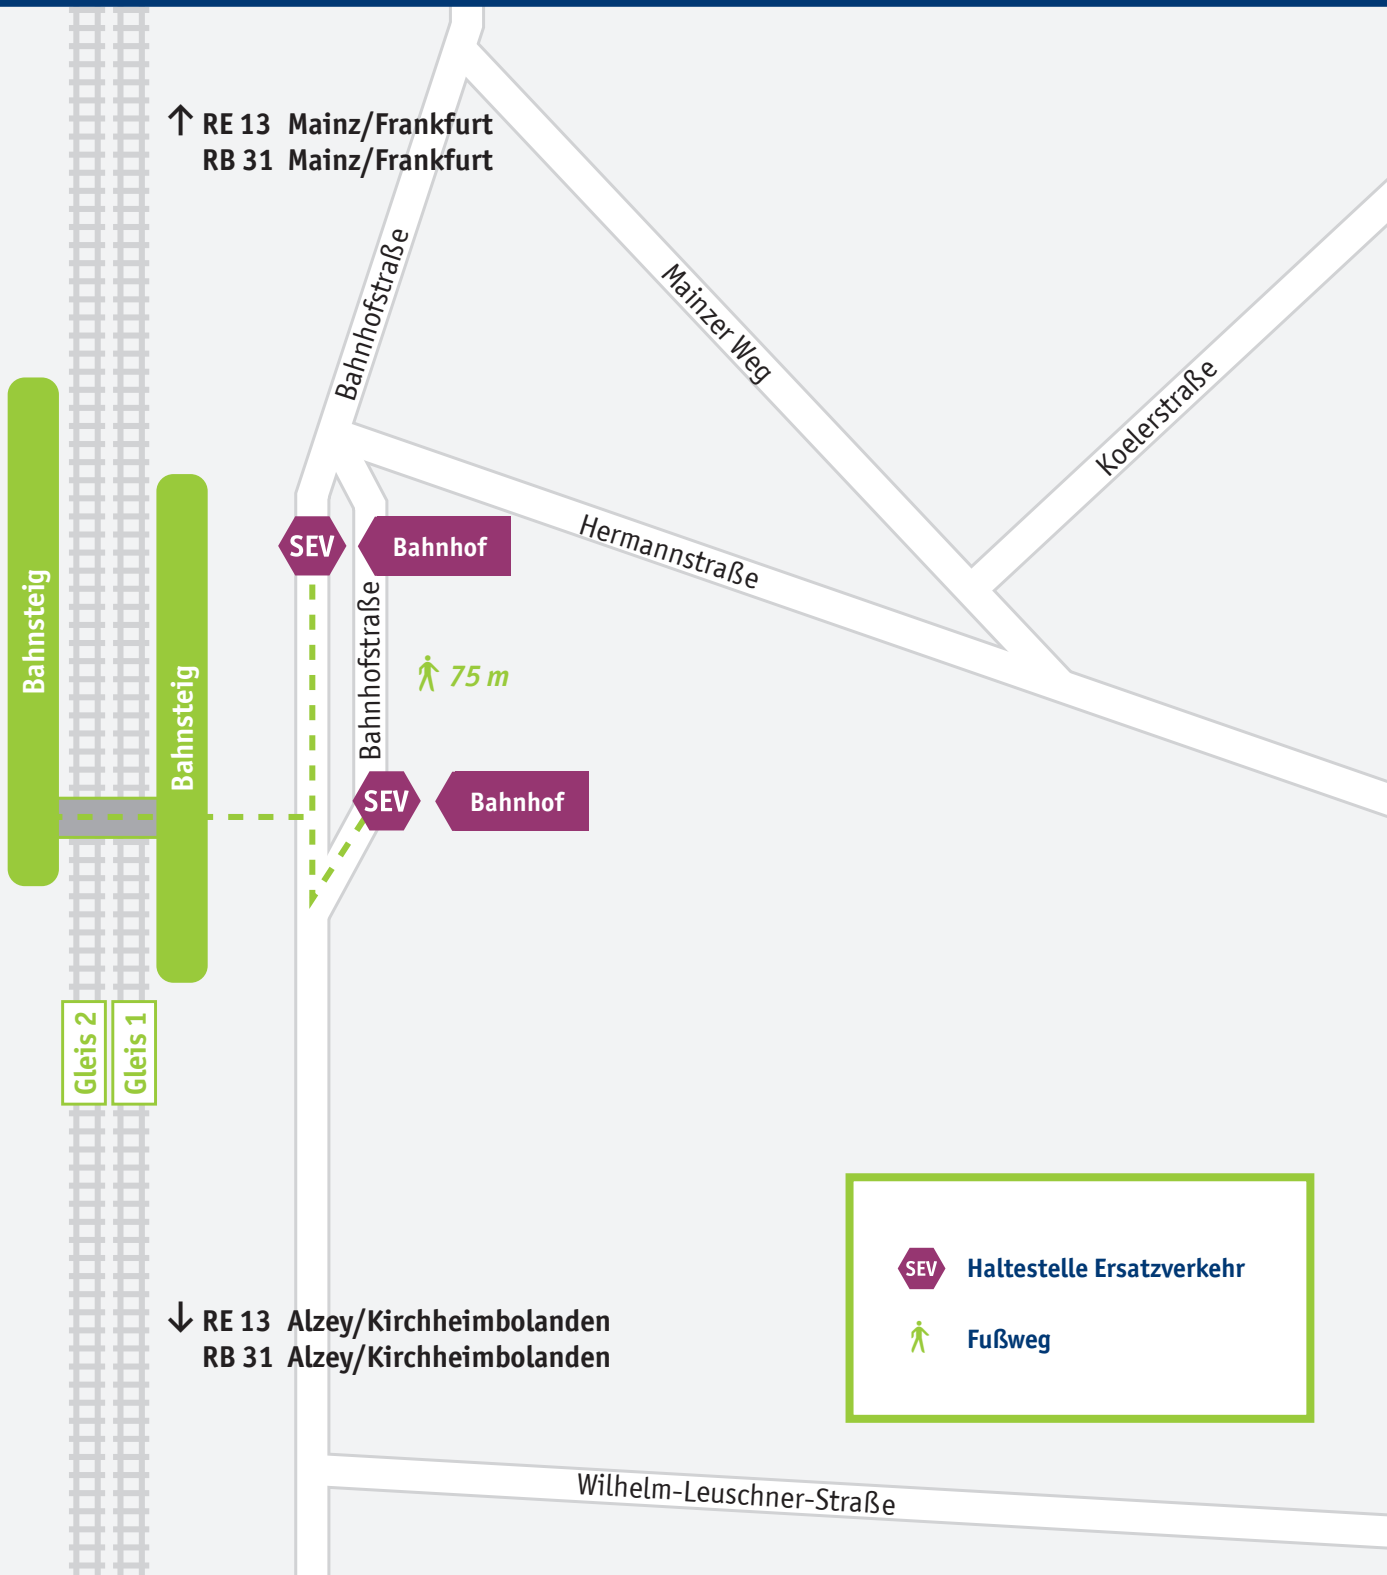 ↑ RE 13 Mainz/Frankfurt
RB 31 Mainz/Frankfurt
Bahnhofstraße
Mainzer Weg
Koelerstraße
Hermannstraße
SEV
Bahnhof
Bahnsteig
Bahnsteig
Bahnhofstraße
75 m
SEV
Bahnhof
Gleis 2
Gleis 1
SEV Haltestelle Ersatzverkehr
Fußweg
↓ RE 13 Alzey/Kirchheimbolanden
RB 31 Alzey/Kirchheimbolanden
Wilhelm-Leuschner-Straße